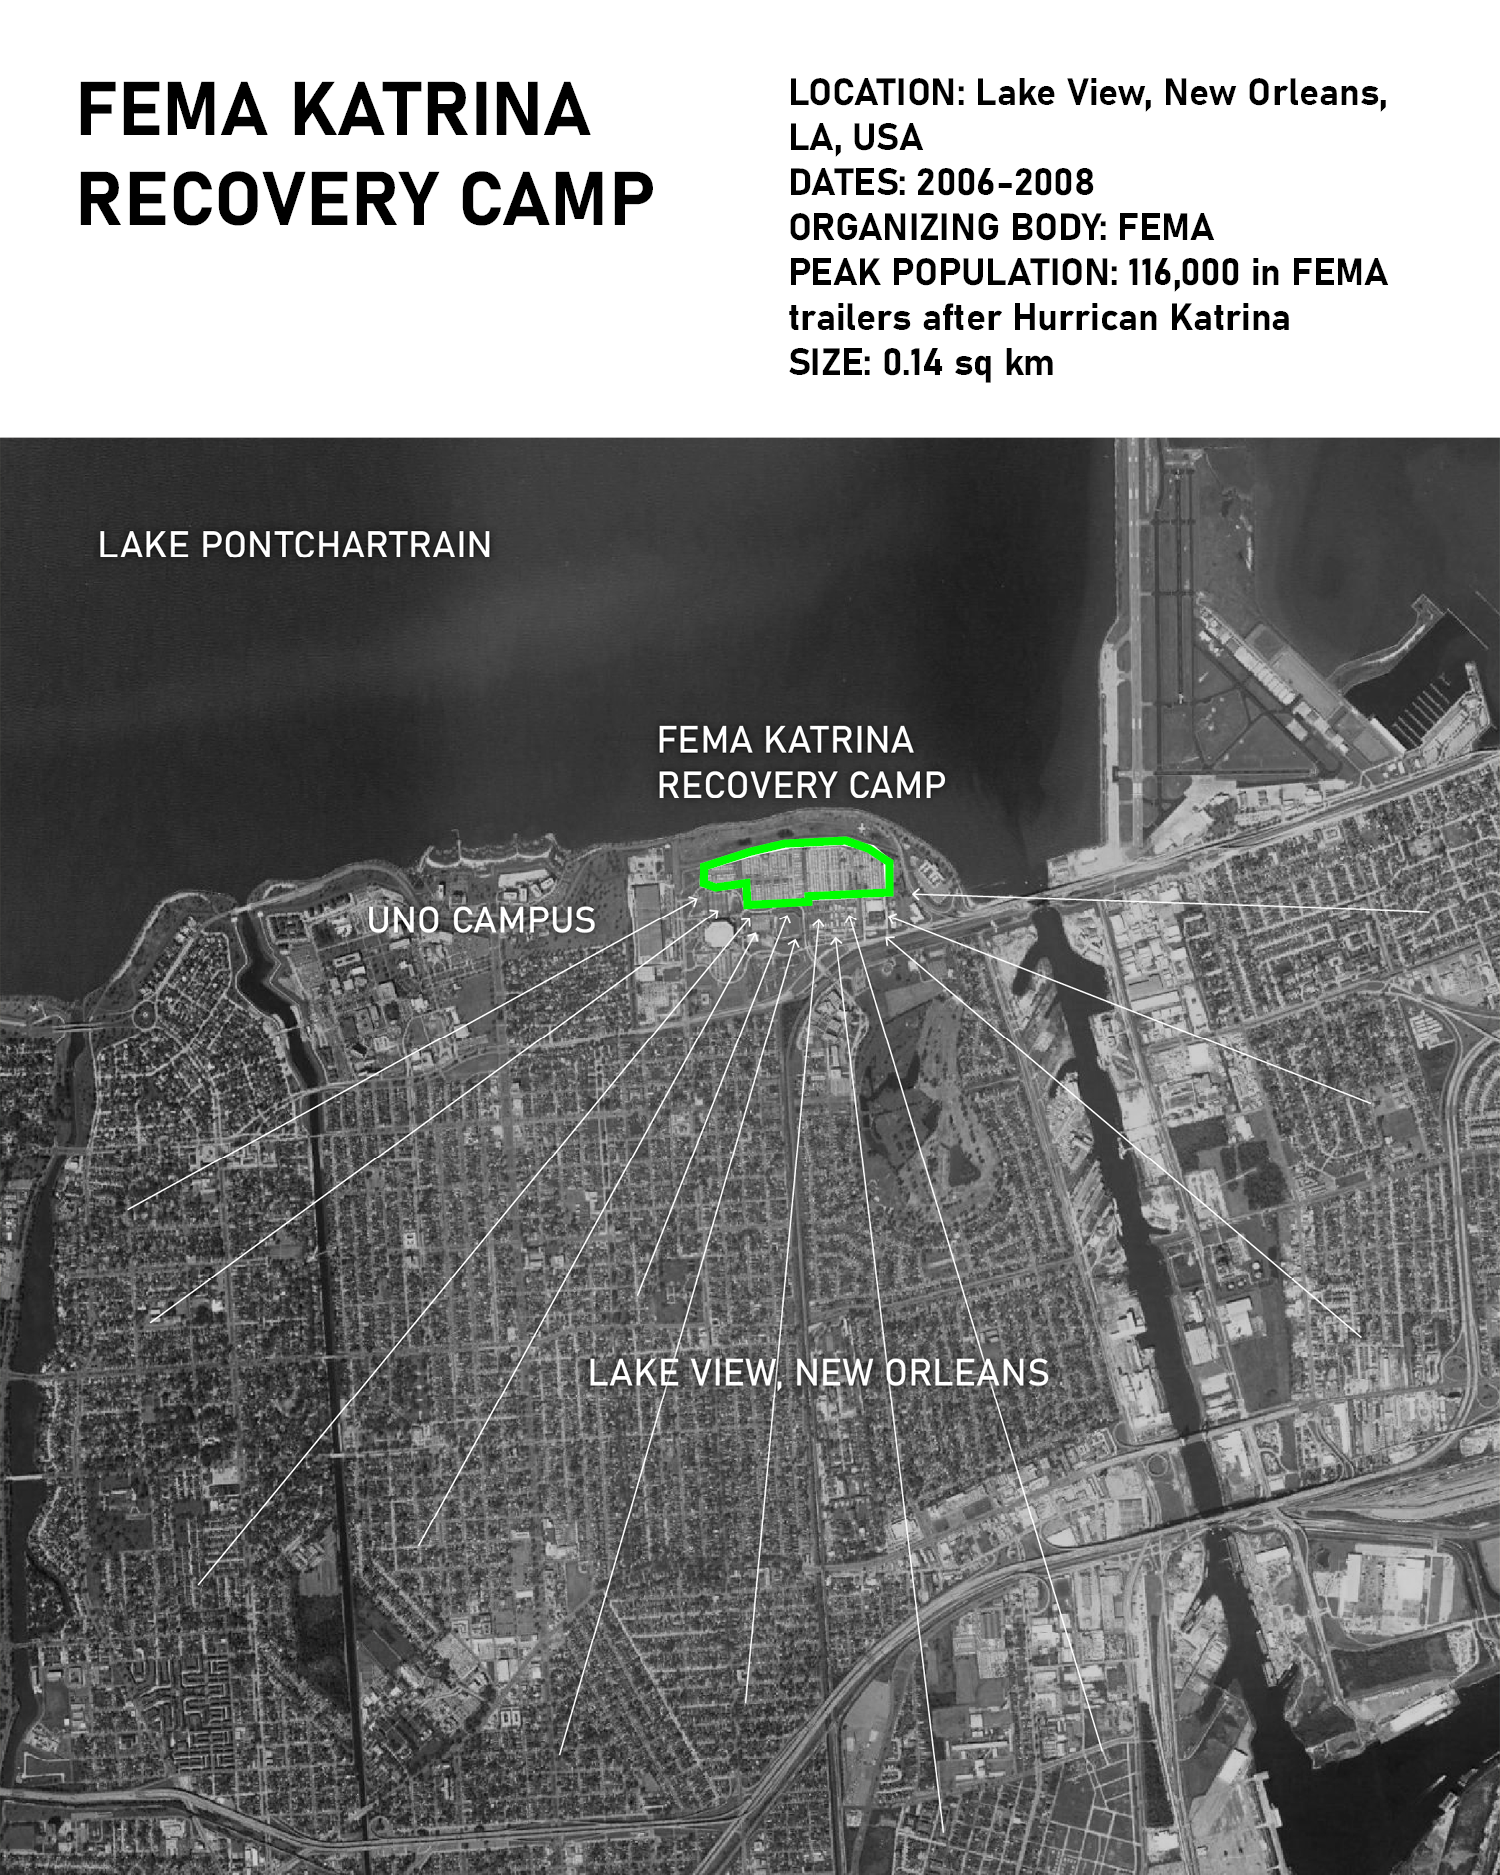 FEMA KATRINA
RECOVERY CAMP
LOCATION: Lake View, New Orleans,
LA, USA
DATES: 2006-2008
ORGANIZING BODY: FEMA
PEAK POPULATION: 116,000 in FEMA
trailers after Hurrican Katrina
SIZE: 0.14 sq km
LAKE PONTCHARTRAIN
FEMA KATRINA
RECOVERY CAMP
UNO CAMPUS
LAKE VIEW, NEW ORLEANS